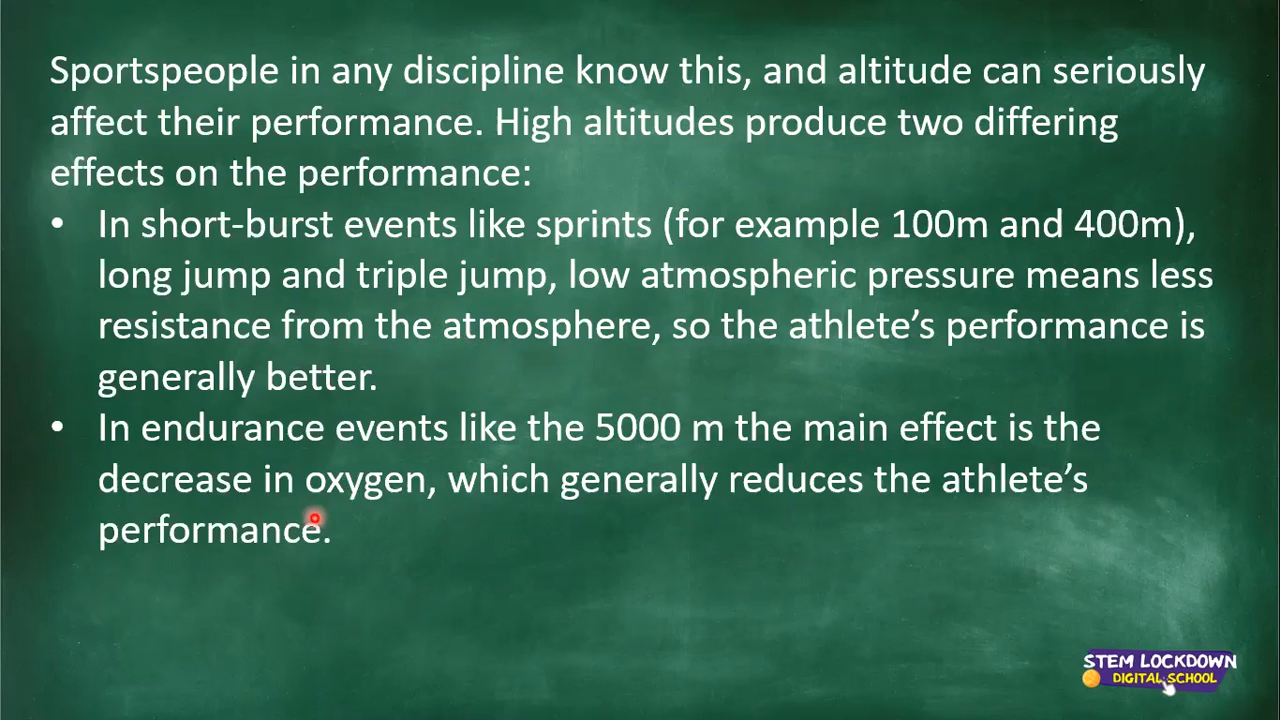 Sportspeople in any discipline know this, and altitude can seriously
affect their performance. High altitudes produce two differing
effects on the performance:
• In short-burst events like sprints (for example 100m and 400m),
long jump and triple jump, low atmospheric pressure means less
resistance from the atmosphere, so the athlete’s performance is
generally better.
• In endurance events like the 5000 m the main effect is the
decrease in oxygen, which generally reduces the athlete’s
performance.
STEM LOCKDOWN
DIGITAL SCHOOL